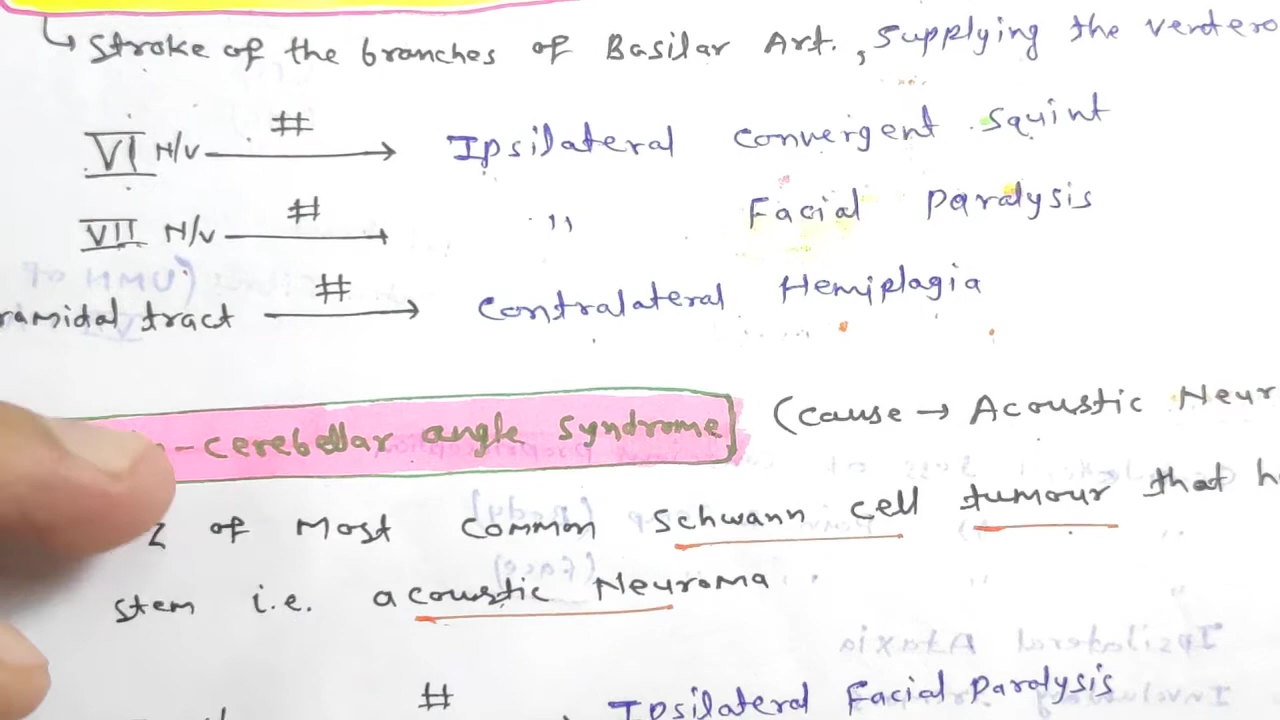 ↳ Stroke of the branches of Basilar Art., supplying the ventero
VI N/v —#→ Ipsilateral convergent squint
VII N/v —#→ ,, Facial paralysis
ramidal tract —#→ Contralateral Hemiplagia
-cerebellar angle syndrome] (cause → Acoustic Neur
of Most common schwann cell tumour that h
stem i.e. acoustic Neuroma
# Ipsilateral Facial Paralysis